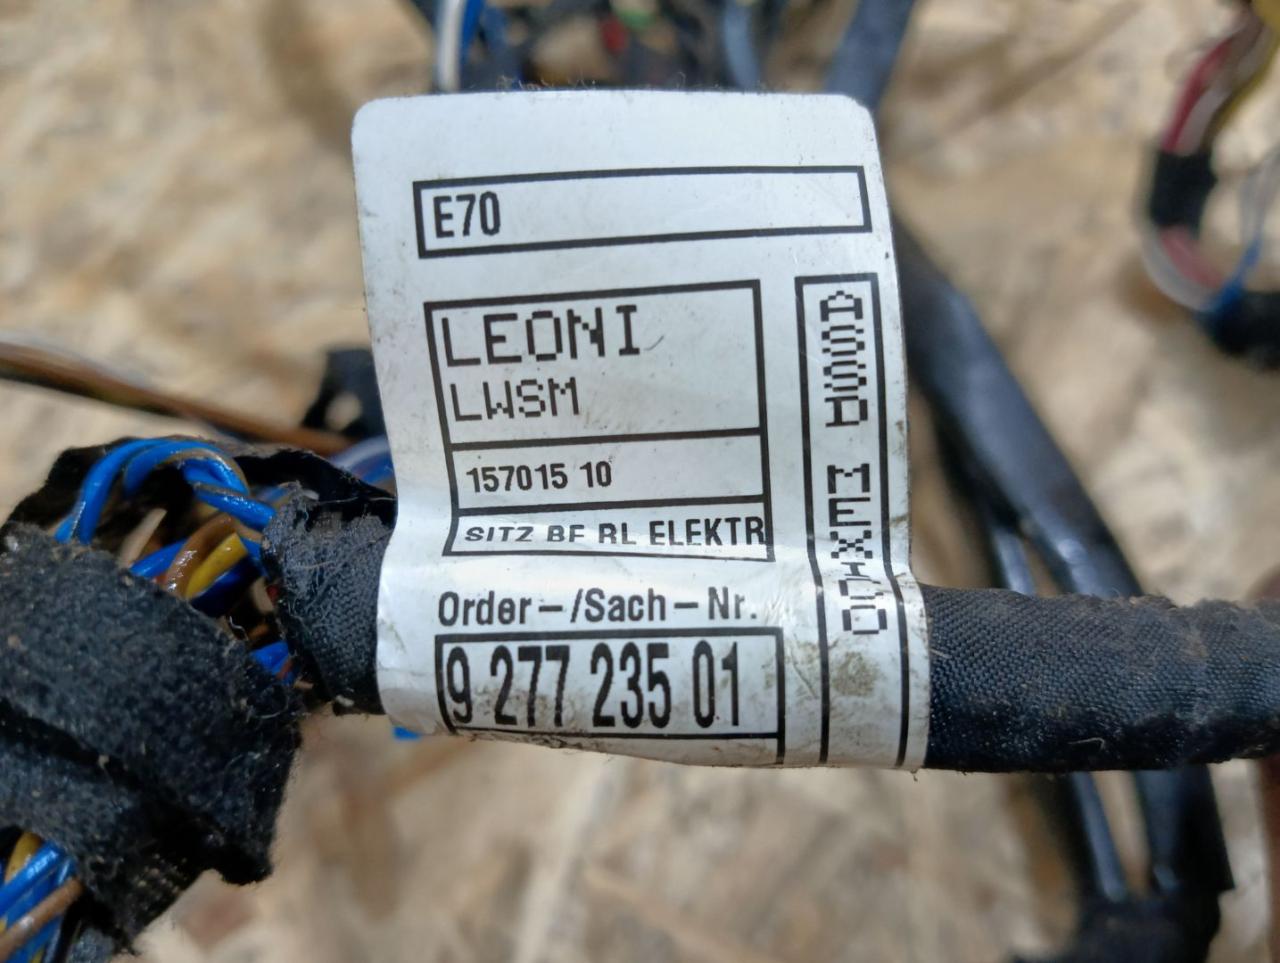 E70
LEONI
LWSM
157015 10
SITZ BF RL ELEKTR
Order-/Sach-Nr.
9 277 235 01
ASSD MEXICO